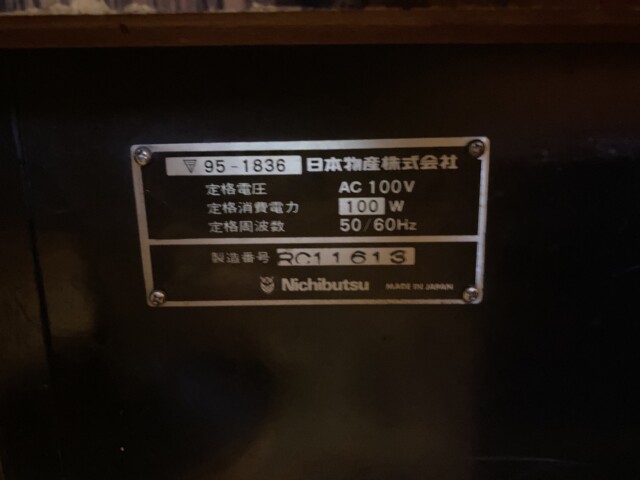 ▽ 95-1836 日本物産株式会社
定格電圧 AC 100V
定格消費電力 100 W
定格周波数 50/60Hz
製造番号 RC11613
Nichibutsu MADE IN JAPAN